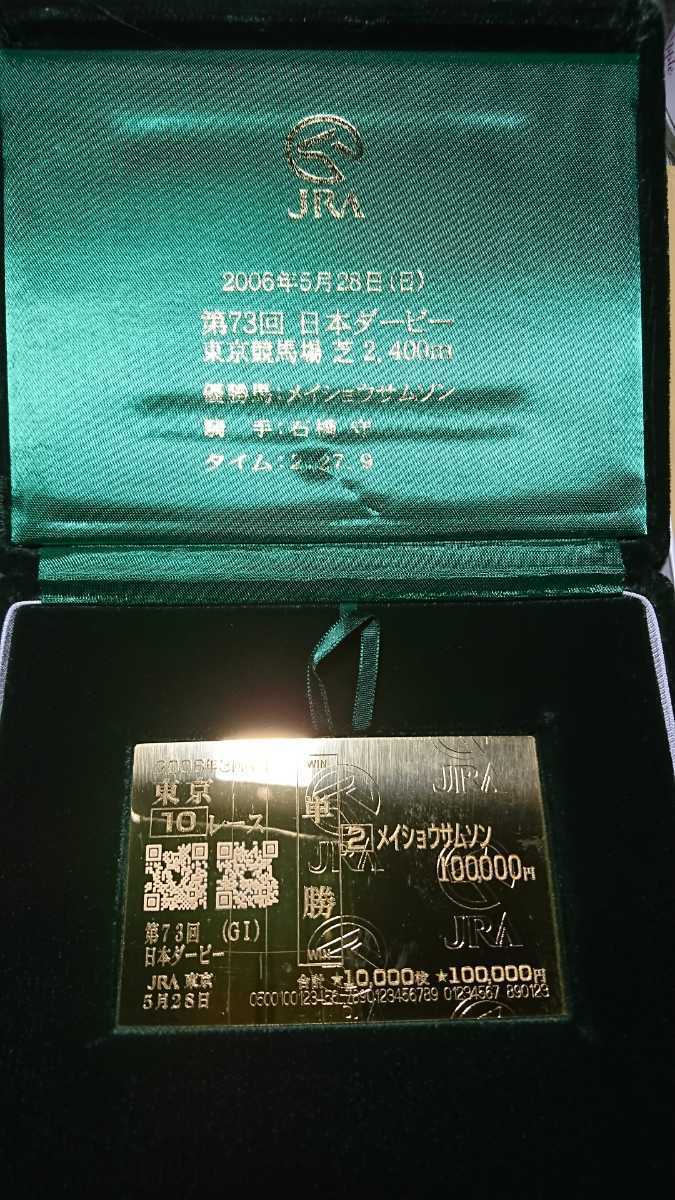 JRA
2006年5月28日(日)
第73回 日本ダービー
東京競馬場 芝2,400m
優勝馬:メイショウサムソン
騎 手:石橋 守
タイム:2.27.9
JRA
東京
WIN
10 レース
単勝
2 メイショウサムソン
100000円
JRA
JRA
第73回 (GI)
日本ダービー
WIN
JRA 東京
5月28日
合計 ★10,000枚 ★100,000円